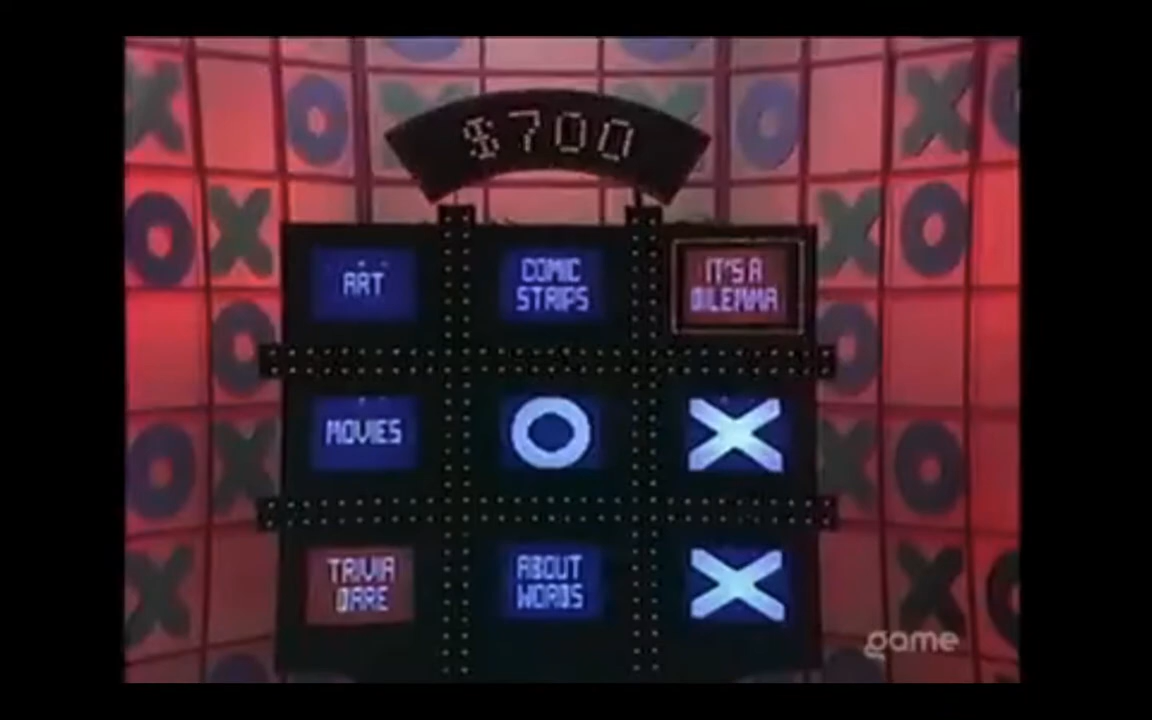 $700
ART
COMIC
STRIPS
IT'S A
DILEMMA
MOVIES
O
X
TRIVIA
DARE
ABOUT
WORDS
X
game